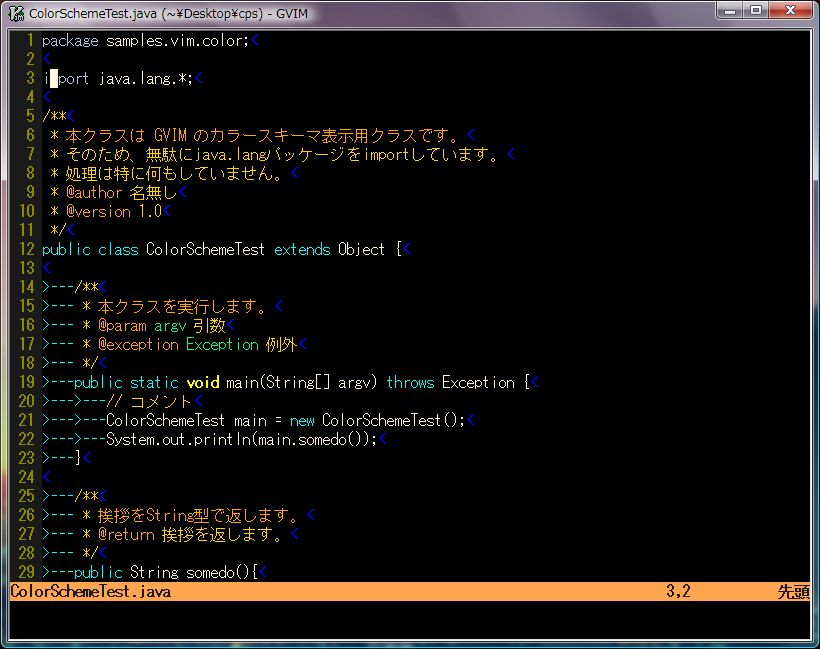 ColorSchemeTest.java (~¥Desktop¥cps) - GVIM
1 package samples.vim.color;<
2 <
3 import java.lang.*;<
4 <
5 /**<
6  * 本クラスは GVIM のカラースキーマ表示用クラスです。<
7  * そのため、無駄にjava.langパッケージをimportしています。<
8  * 処理は特に何もしていません。<
9  * @author 名無し<
10  * @version 1.0<
11  */<
12 public class ColorSchemeTest extends Object {<
13 <
14 >---/**<
15 >--- * 本クラスを実行します。<
16 >--- * @param argv 引数<
17 >--- * @exception Exception 例外<
18 >--- */<
19 >---public static void main(String[] argv) throws Exception {<
20 >--->---// コメント<
21 >--->---ColorSchemeTest main = new ColorSchemeTest();<
22 >--->---System.out.println(main.somedo());<
23 >---}<
24 <
25 >---/**<
26 >--- * 挨拶をString型で返します。<
27 >--- * @return 挨拶を返します。<
28 >--- */<
29 >---public String somedo(){<
ColorSchemeTest.java 3,2 先頭